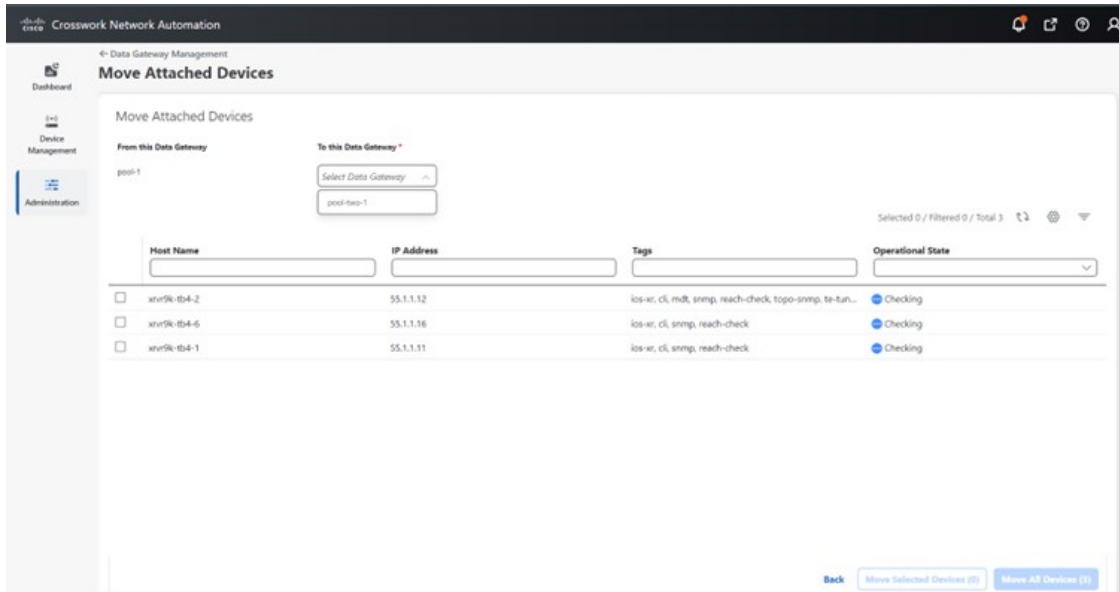 cisco Crosswork Network Automation
← Data Gateway Management
Move Attached Devices
Dashboard
Device
Management
Administration
Move Attached Devices
From this Data Gateway To this Data Gateway *
pool-1 Select Data Gateway
pool-two-1
Selected 0 / Filtered 0 / Total 3
Host Name IP Address Tags Operational State
xrvr9k-tb4-2 55.1.1.12 ios-xr, cli, mdt, snmp, reach-check, topo-snmp, te-tun... Checking
xrvr9k-tb4-6 55.1.1.16 ios-xr, cli, snmp, reach-check Checking
xrvr9k-tb4-1 55.1.1.11 ios-xr, cli, snmp, reach-check Checking
Back Move Selected Devices (0) Move All Devices (3)